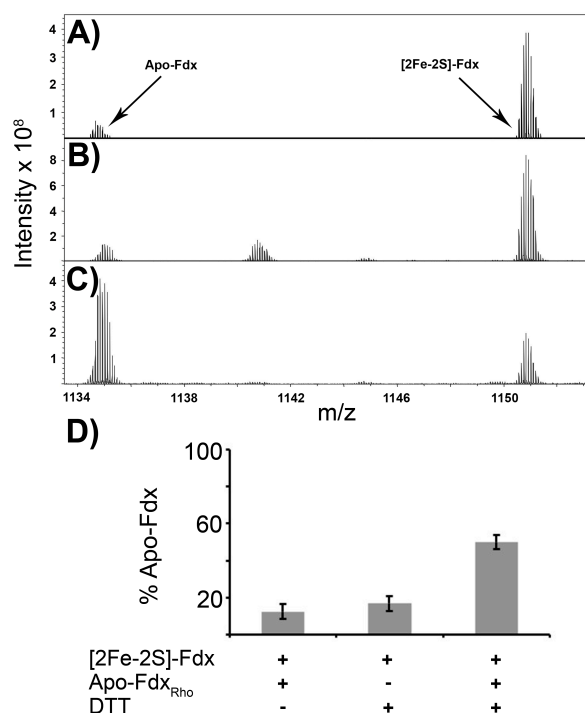 A)
Apo-Fdx
[2Fe-2S]-Fdx
4
3
2
1
B)
8
6
4
2
C)
4
3
2
1
Intensity x 10⁸
1134 1138 1142 1146 1150
m/z
D)
100
60
20
% Apo-Fdx
[2Fe-2S]-Fdx + + +
Apo-FdxRho + - +
DTT - + +